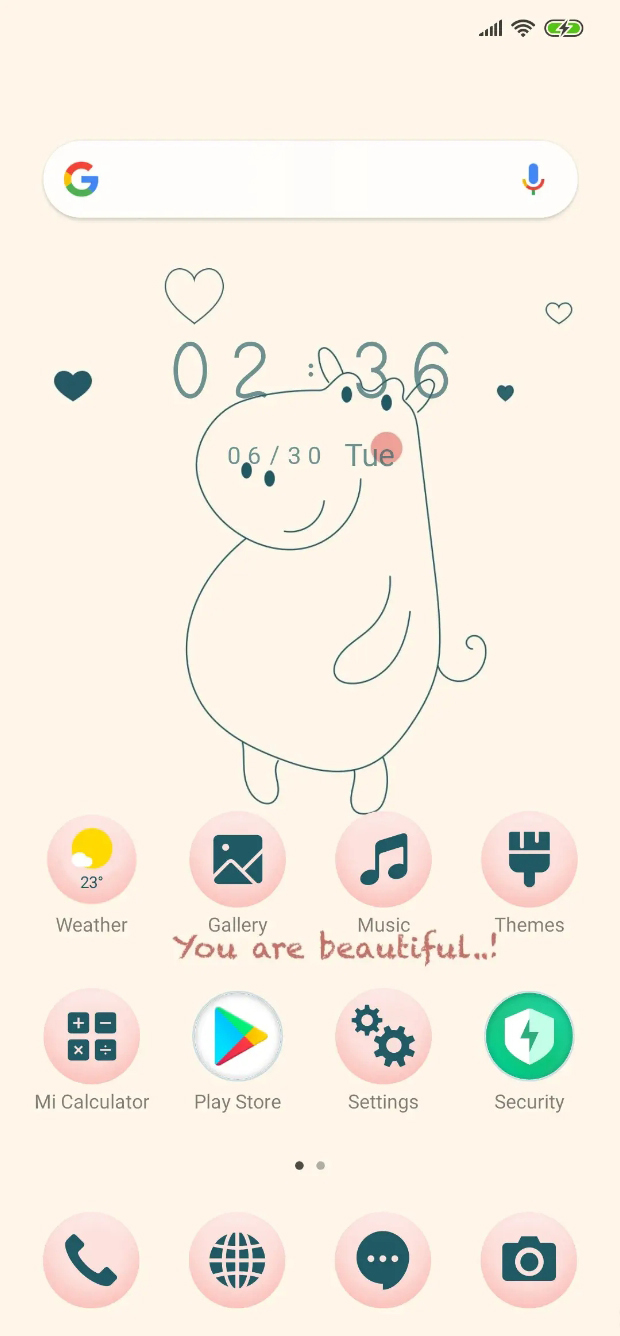 02:36
06/30 Tue
23°
Weather Gallery Music Themes
You are beautiful..!
Mi Calculator Play Store Settings Security